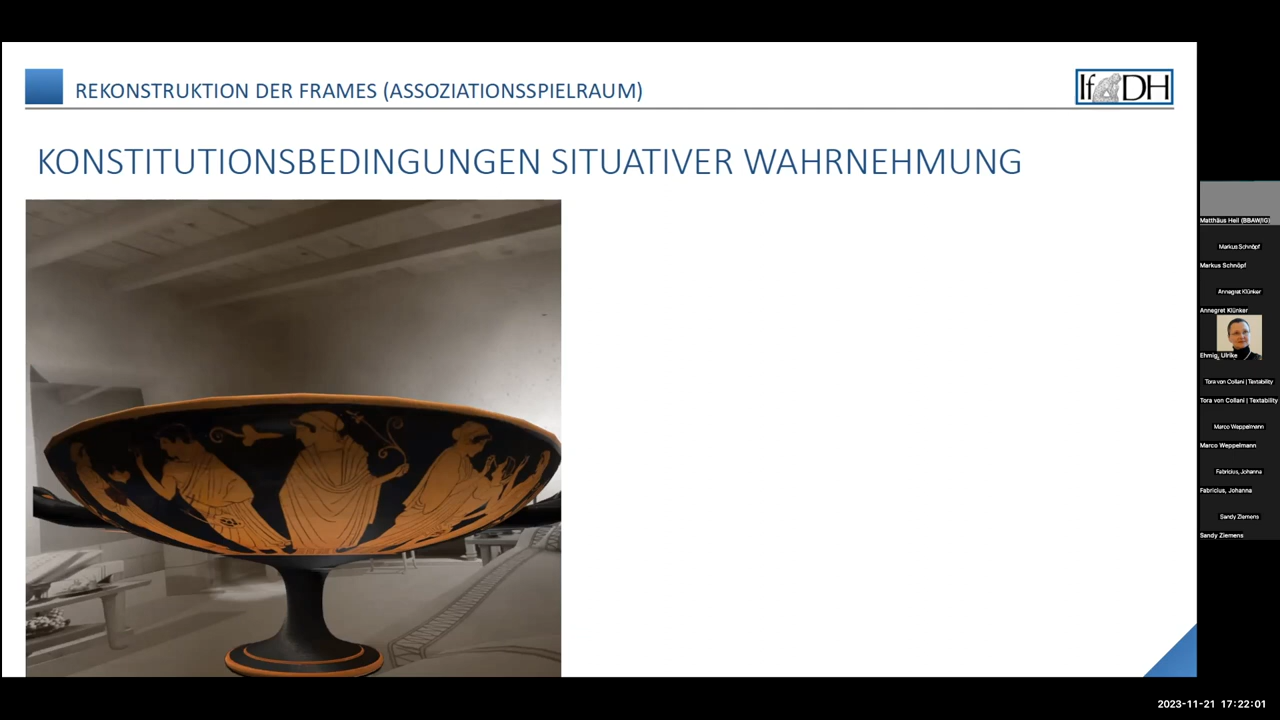 REKONSTRUKTION DER FRAMES (ASSOZIATIONSSPIELRAUM)
IfDH
KONSTITUTIONSBEDINGUNGEN SITUATIVER WAHRNEHMUNG
Matthäus Heil (BBAW/IG)
Markus Schnöpf
Markus Schnöpf
Annegret Klünker
Annegret Klünker
Ehmig, Ulrike
Tora von Collani | Textability
Tora von Collani | Textability
Marco Weppelmann
Marco Weppelmann
Fabricius, Johanna
Fabricius, Johanna
Sandy Ziemens
Sandy Ziemens
2023-11-21 17:22:01